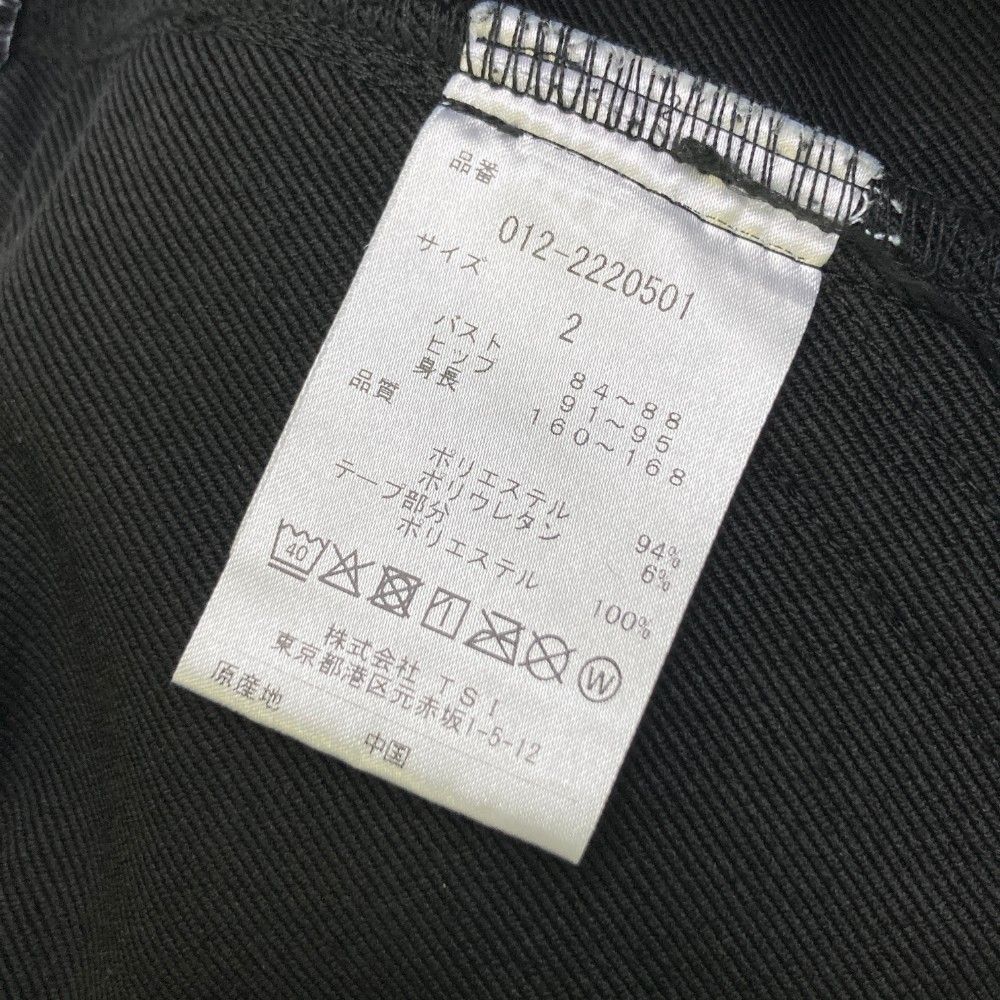 品番
012-2220501
サイズ
2
バスト 84～88
ヒップ 91～95
身長 160～168
品質
ポリエステル 94%
ポリウレタン 6%
テープ部分
ポリエステル 100%
40
W
株式会社 TSI
東京都港区元赤坂1-5-12
原産地
中国